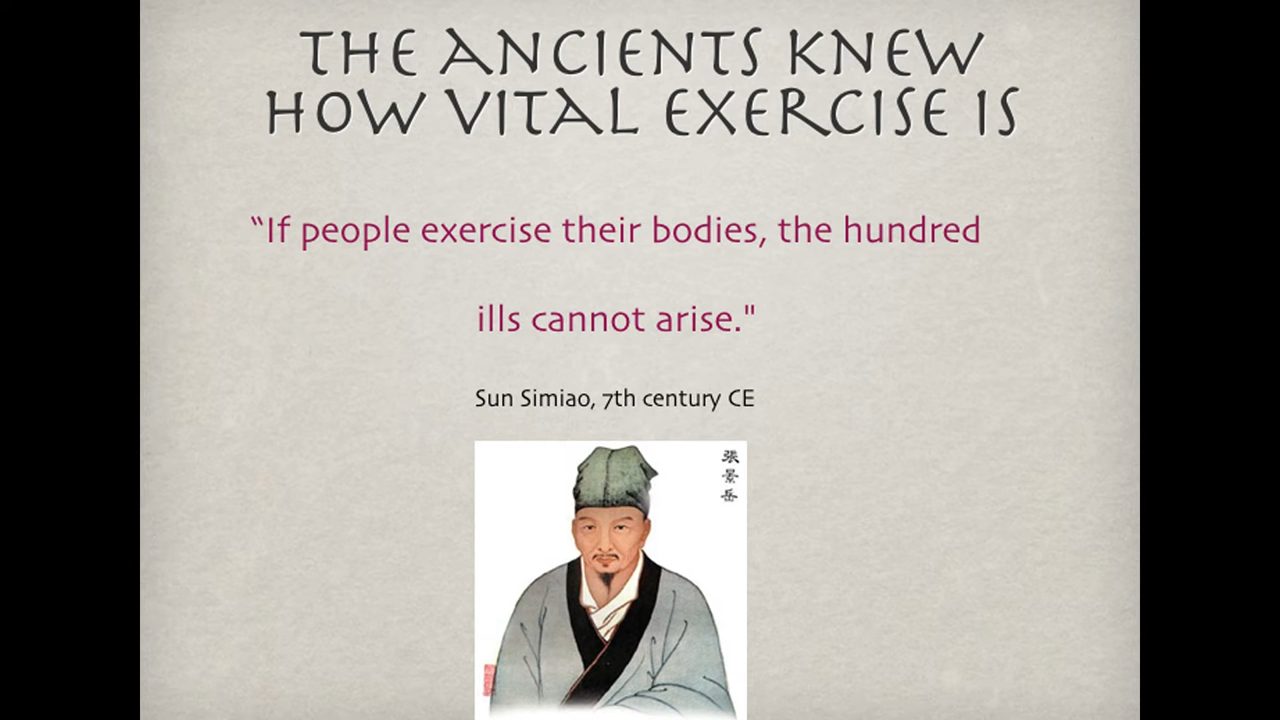 THE ANCIENTS KNEW
HOW VITAL EXERCISE IS
“If people exercise their bodies, the hundred
ills cannot arise."
Sun Simiao, 7th century CE
張景岳